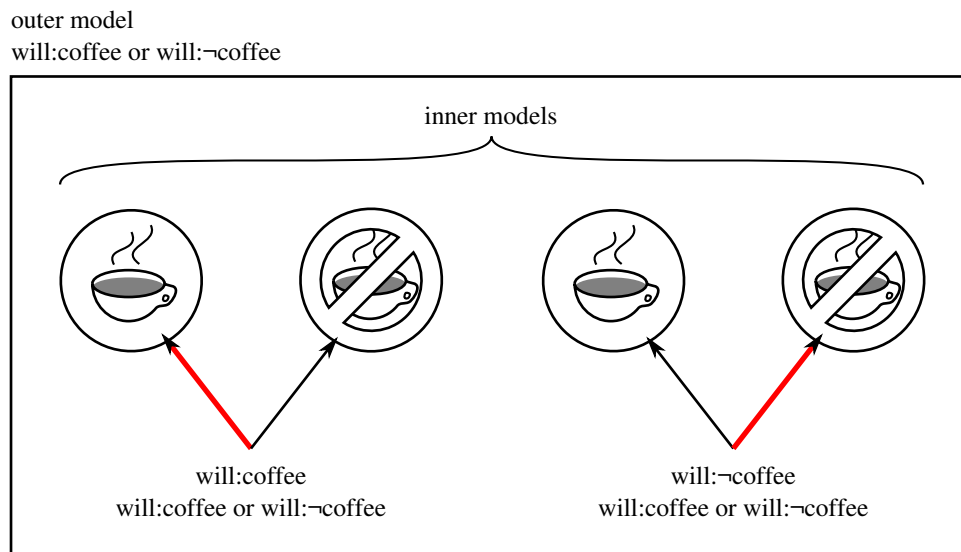 outer model
will:coffee or will:¬coffee
inner models
will:coffee
will:coffee or will:¬coffee
will:¬coffee
will:coffee or will:¬coffee